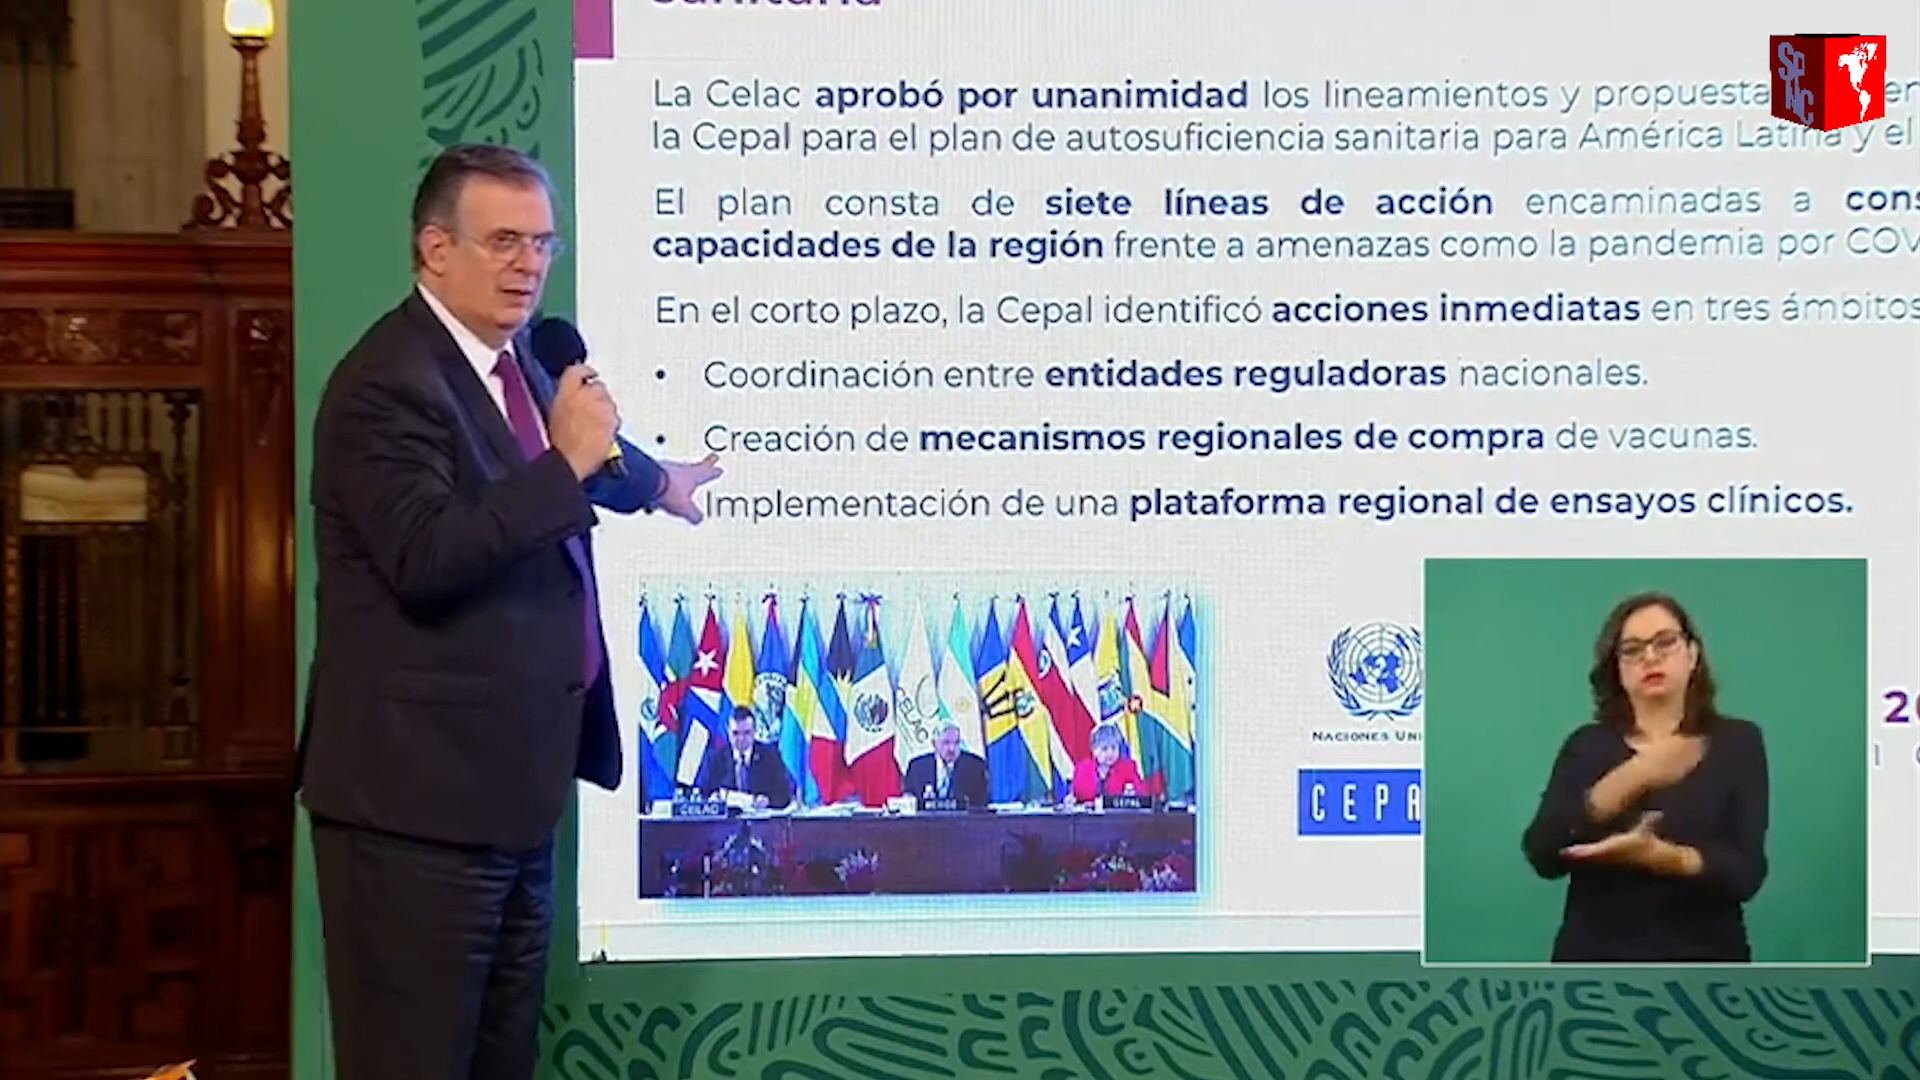 La Celac aprobó por unanimidad los lineamientos y propuesta
la Cepal para el plan de autosuficiencia sanitaria para América Latina y el
El plan consta de siete líneas de acción encaminadas a
capacidades de la región frente a amenazas como la pandemia por
En el corto plazo, la Cepal identificó acciones inmediatas en tres ámbitos
• Coordinación entre entidades reguladoras nacionales.
• Creación de mecanismos regionales de compra de vacunas.
Implementación de una plataforma regional de ensayos clínicos.
CELAC
CELAC
MÉXICO
CEPAL
NACIONES UNI
CEPA
20
SPNC